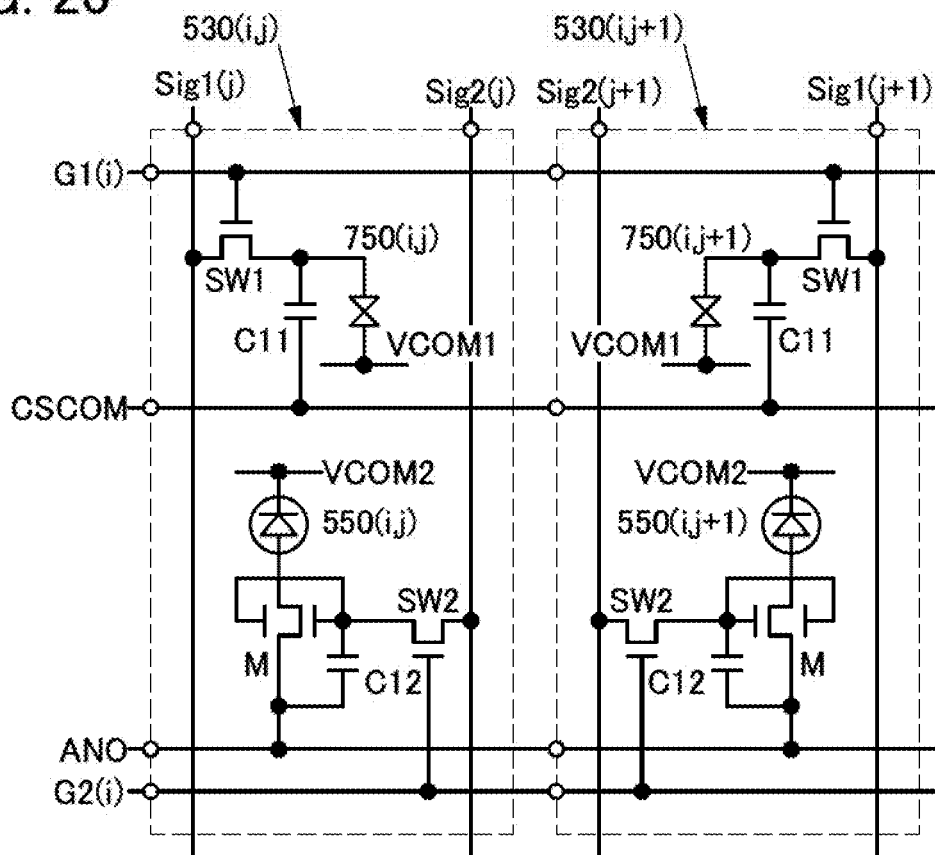 530(i,j) 530(i,j+1)
Sig1(j) Sig2(j) Sig2(j+1) Sig1(j+1)
G1(i)
750(i,j) 750(i,j+1)
SW1 SW1
C11 VCOM1 VCOM1 C11
CSCOM
VCOM2 VCOM2
550(i,j) 550(i,j+1)
SW2 SW2
M C12 C12 M
ANO
G2(i)